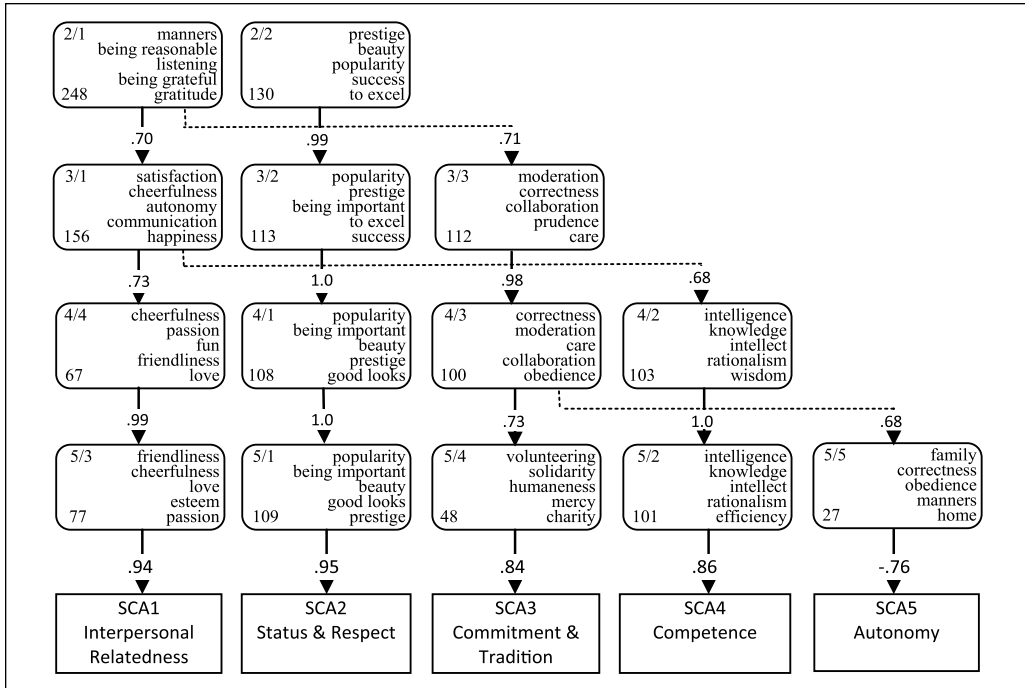 2/1 manners
being reasonable
listening
being grateful
248 gratitude
2/2 prestige
beauty
popularity
success
130 to excel
.70
.99
.71
3/1 satisfaction
cheerfulness
autonomy
communication
156 happiness
3/2 popularity
prestige
being important
to excel
113 success
3/3 moderation
correctness
collaboration
prudence
112 care
.73
1.0
.98
.68
4/4 cheerfulness
passion
fun
friendliness
67 love
4/1 popularity
being important
beauty
prestige
108 good looks
4/3 correctness
moderation
care
collaboration
100 obedience
4/2 intelligence
knowledge
intellect
rationalism
103 wisdom
.99
1.0
.73
1.0
.68
5/3 friendliness
cheerfulness
love
esteem
77 passion
5/1 popularity
being important
beauty
good looks
109 prestige
5/4 volunteering
solidarity
humaneness
mercy
48 charity
5/2 intelligence
knowledge
intellect
rationalism
101 efficiency
5/5 family
correctness
obedience
manners
27 home
.94
.95
.84
.86
-.76
SCA1
Interpersonal
Relatedness
SCA2
Status & Respect
SCA3
Commitment &
Tradition
SCA4
Competence
SCA5
Autonomy